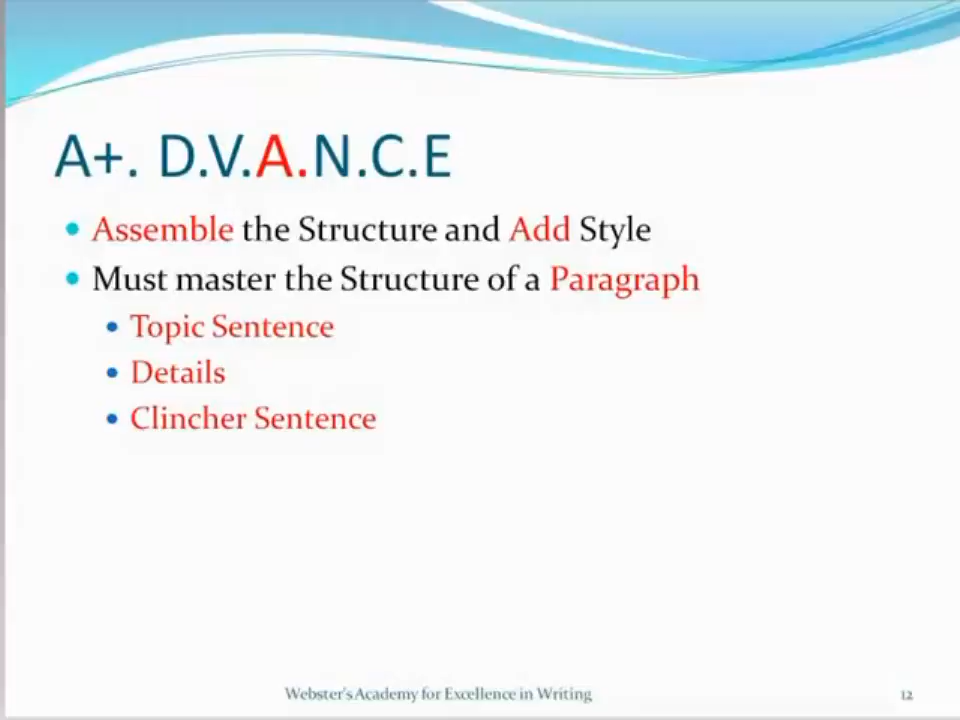 A+. D.V.A.N.C.E
Assemble the Structure and Add Style
Must master the Structure of a Paragraph
Topic Sentence
Details
Clincher Sentence
Webster's Academy for Excellence in Writing
12